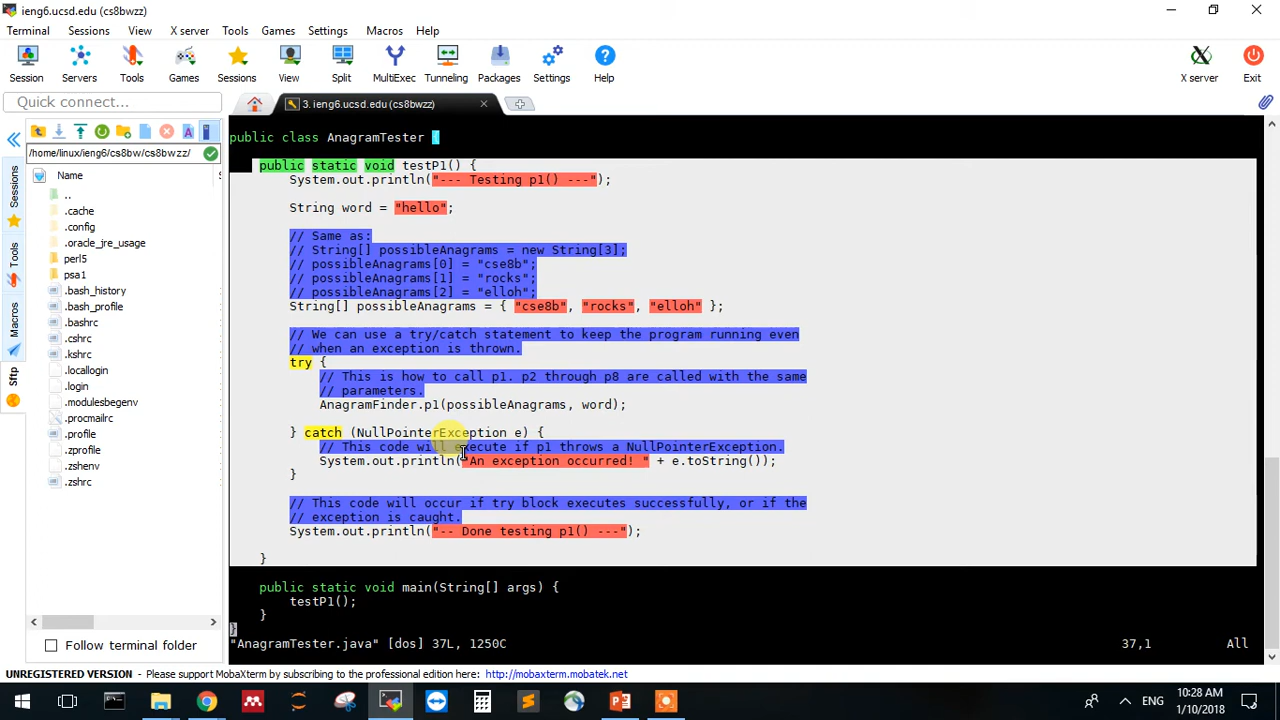 ieng6.ucsd.edu (cs8bwzz)
Terminal Sessions View X server Tools Games Settings Macros Help
Session Servers Tools Games Sessions View Split MultiExec Tunneling Packages Settings Help X server Exit
Quick connect...
3. ieng6.ucsd.edu (cs8bwzz)
/home/linux/ieng6/cs8bw/cs8bwzz/
Name
..
.cache
.config
.oracle_jre_usage
perl5
psa1
.bash_history
.bash_profile
.bashrc
.cshrc
.kshrc
.locallogin
.login
.modulesbegenv
.procmailrc
.profile
.zprofile
.zshenv
.zshrc
Sessions
Tools
Macros
Sftp
Follow terminal folder
public class AnagramTester {
public static void testP1() {
System.out.println("--- Testing p1() ---");
String word = "hello";
// Same as:
// String[] possibleAnagrams = new String[3];
// possibleAnagrams[0] = "cse8b";
// possibleAnagrams[1] = "rocks";
// possibleAnagrams[2] = "elloh";
String[] possibleAnagrams = { "cse8b", "rocks", "elloh" };
// We can use a try/catch statement to keep the program running even
// when an exception is thrown.
try {
// This is how to call p1. p2 through p8 are called with the same
// parameters.
AnagramFinder.p1(possibleAnagrams, word);
} catch (NullPointerException e) {
// This code will execute if p1 throws a NullPointerException.
System.out.println("An exception occurred! " + e.toString());
}
// This code will occur if try block executes successfully, or if the
// exception is caught.
System.out.println("-- Done testing p1() ---");
}
public static void main(String[] args) {
testP1();
}
}
"AnagramTester.java" [dos] 37L, 1250C 37,1 All
UNREGISTERED VERSION - Please support MobaXterm by subscribing to the professional edition here: http://mobaxterm.mobatek.net
ENG
10:28 AM
1/10/2018